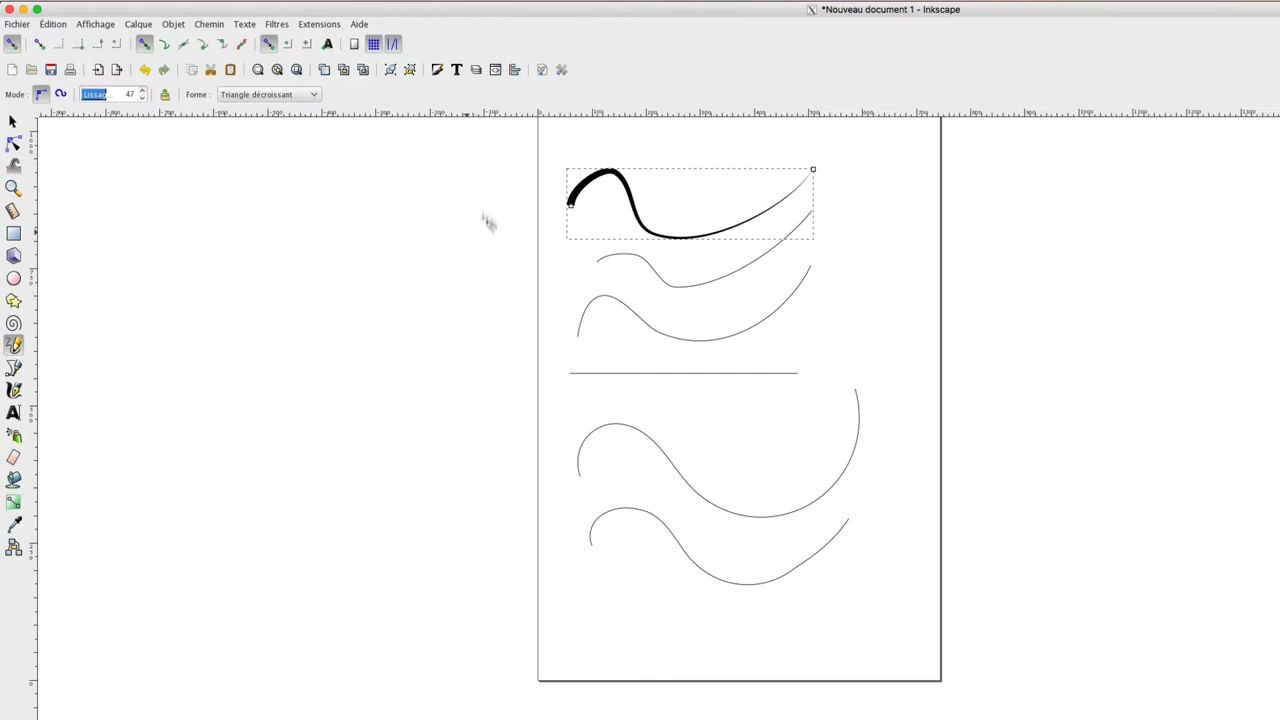 *Nouveau document 1 - Inkscape
Fichier Édition Affichage Calque Objet Chemin Texte Filtres Extensions Aide
Mode : Lissag... 47 Forme : Triangle décroissant